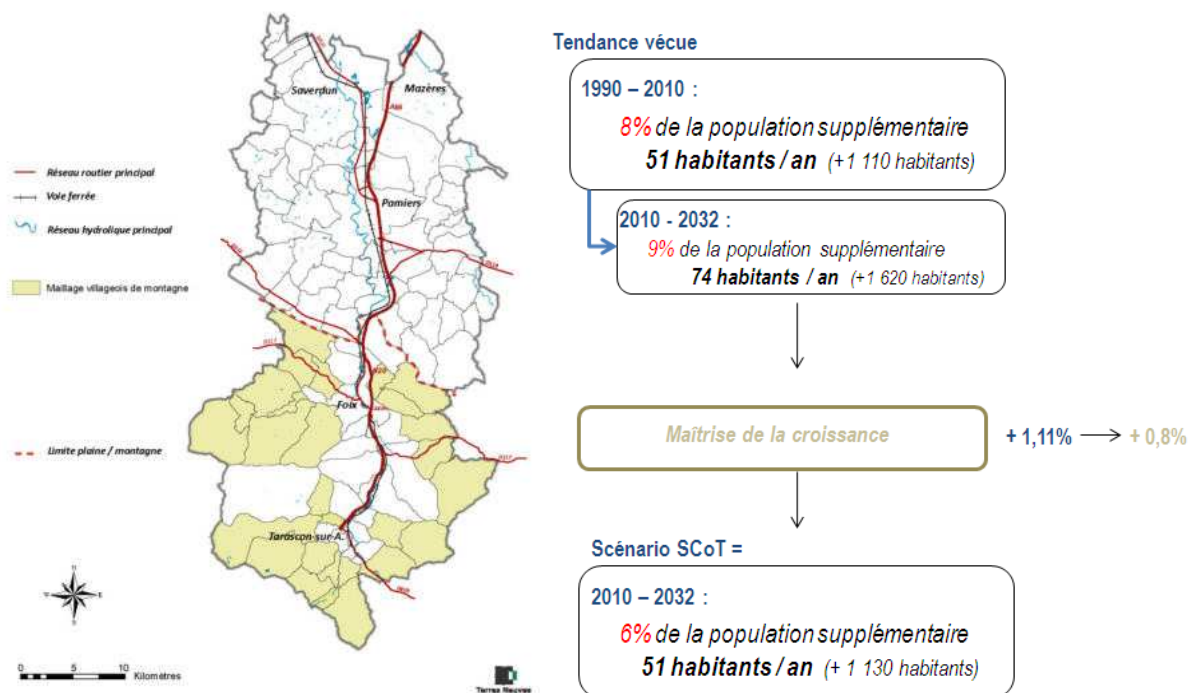 Saverdun
Mazères
Pamiers
Foix
Tarascon-sur-A.
Réseau routier principal
Voie ferrée
Réseau hydrolique principal
Maillage villageois de montagne
Limite plaine / montagne
N
E
S
0 5 10
Kilomètres
Terres Neuves
Tendance vécue
1990 – 2010 :
8% de la population supplémentaire
51 habitants / an (+1 110 habitants)
2010 - 2032 :
9% de la population supplémentaire
74 habitants / an (+1 620 habitants)
Maîtrise de la croissance
+ 1,11% → + 0,8%
Scénario SCoT =
2010 – 2032 :
6% de la population supplémentaire
51 habitants / an (+ 1 130 habitants)